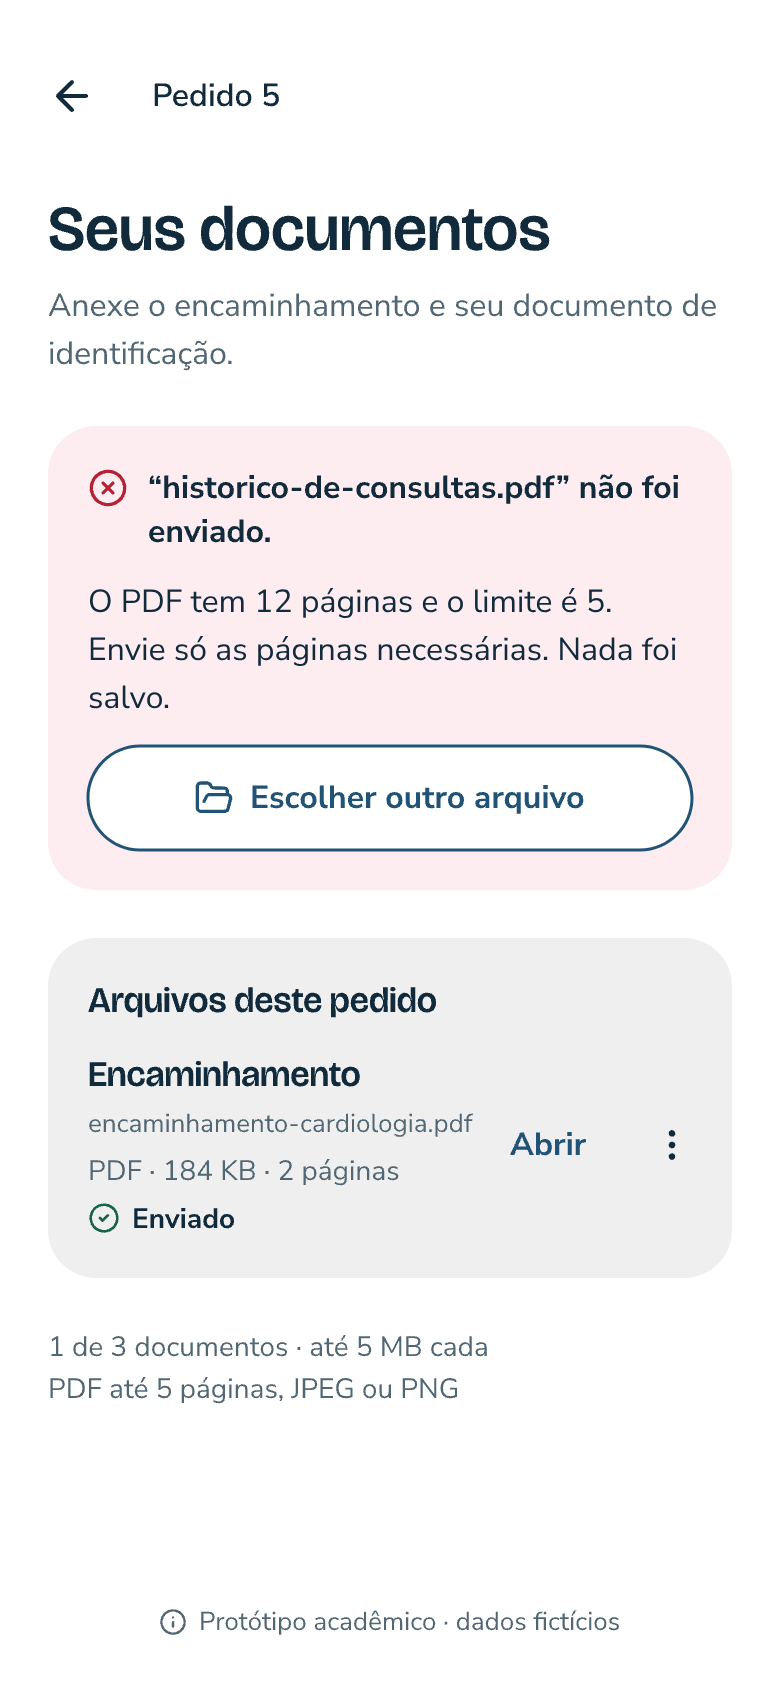 Pedido 5
Seus documentos
Anexe o encaminhamento e seu documento de
identificação.
“historico-de-consultas.pdf” não foi
enviado.
O PDF tem 12 páginas e o limite é 5.
Envie só as páginas necessárias. Nada foi
salvo.
Escolher outro arquivo
Arquivos deste pedido
Encaminhamento
encaminhamento-cardiologia.pdf
PDF · 184 KB · 2 páginas
Enviado
Abrir
1 de 3 documentos · até 5 MB cada
PDF até 5 páginas, JPEG ou PNG
Protótipo acadêmico · dados fictícios